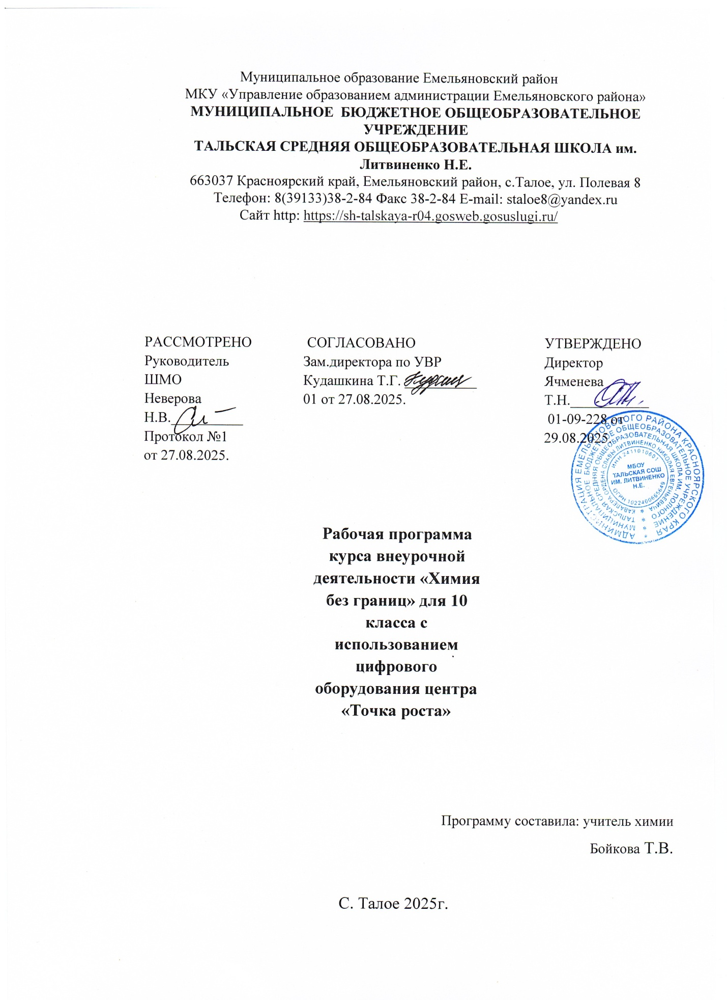 Муниципальное образование Емельяновский район
МКУ «Управление образованием администрации Емельяновского района»
МУНИЦИПАЛЬНОЕ БЮДЖЕТНОЕ ОБЩЕОБРАЗОВАТЕЛЬНОЕ
УЧРЕЖДЕНИЕ
ТАЛЬСКАЯ СРЕДНЯЯ ОБЩЕОБРАЗОВАТЕЛЬНАЯ ШКОЛА им.
Литвиненко Н.Е.
663037 Красноярский край, Емельяновский район, с.Талое, ул. Полевая 8
Телефон: 8(39133)38-2-84 Факс 38-2-84 E-mail: staloe8@yandex.ru
Сайт http: https://sh-talskaya-r04.gosweb.gosuslugi.ru/
РАССМОТРЕНО
Руководитель
ШМО
Неверова
Н.В.__________
Протокол №1
от 27.08.2025.
СОГЛАСОВАНО
Зам.директора по УВР
Кудашкина Т.Г. __________
01 от 27.08.2025.
УТВЕРЖДЕНО
Директор
Ячменева
Т.Н.___________
01-09-228 от
29.08.2025.
АДМИНИСТРАЦИЯ ЕМЕЛЬЯНОВСКОГО РАЙОНА КРАСНОЯРСКОГО КРАЯ
МУНИЦИПАЛЬНОЕ БЮДЖЕТНОЕ ОБЩЕОБРАЗОВАТЕЛЬНОЕ УЧРЕЖДЕНИЕ
ТАЛЬСКАЯ СРЕДНЯЯ ОБЩЕОБРАЗОВАТЕЛЬНАЯ ШКОЛА ИМ. ПОЛНОГО
КАВАЛЕРА ОРДЕНА СЛАВЫ ЛИТВИНЕНКО НИКОЛАЯ ЕВГЕНЬЕВИЧА
ИНН 2411010601
МБОУ
ТАЛЬСКАЯ СОШ
ИМ. ЛИТВИНЕНКО
Н.Е.
ОГРН 1022400665649
Рабочая программа
курса внеурочной
деятельности «Химия
без границ» для 10
класса с
использованием
цифрового
оборудования центра
«Точка роста»
Программу составила: учитель химии
Бойкова Т.В.
С. Талое 2025г.